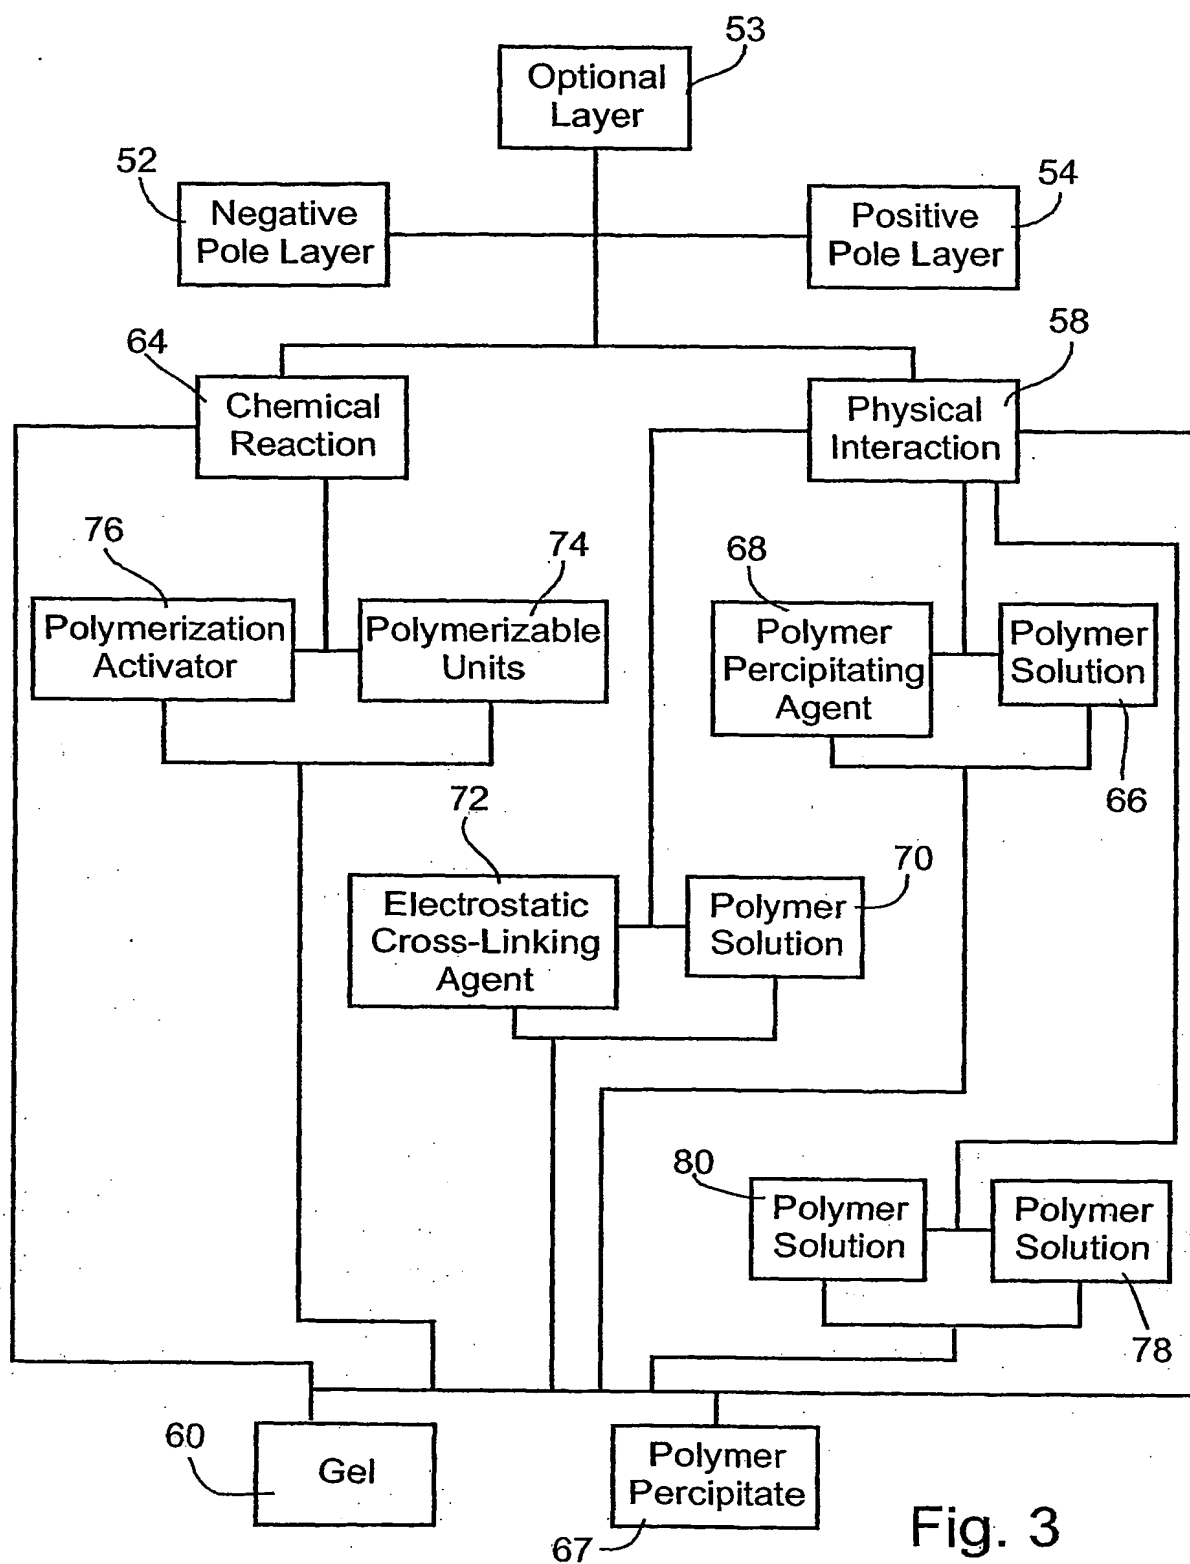 53
Optional
Layer
52
Negative
Pole Layer
54
Positive
Pole Layer
64
Chemical
Reaction
58
Physical
Interaction
76
Polymerization
Activator
74
Polymerizable
Units
68
Polymer
Percipitating
Agent
Polymer
Solution
66
72
Electrostatic
Cross-Linking
Agent
70
Polymer
Solution
80
Polymer
Solution
Polymer
Solution
78
60
Gel
Polymer
Percipitate
67
Fig. 3